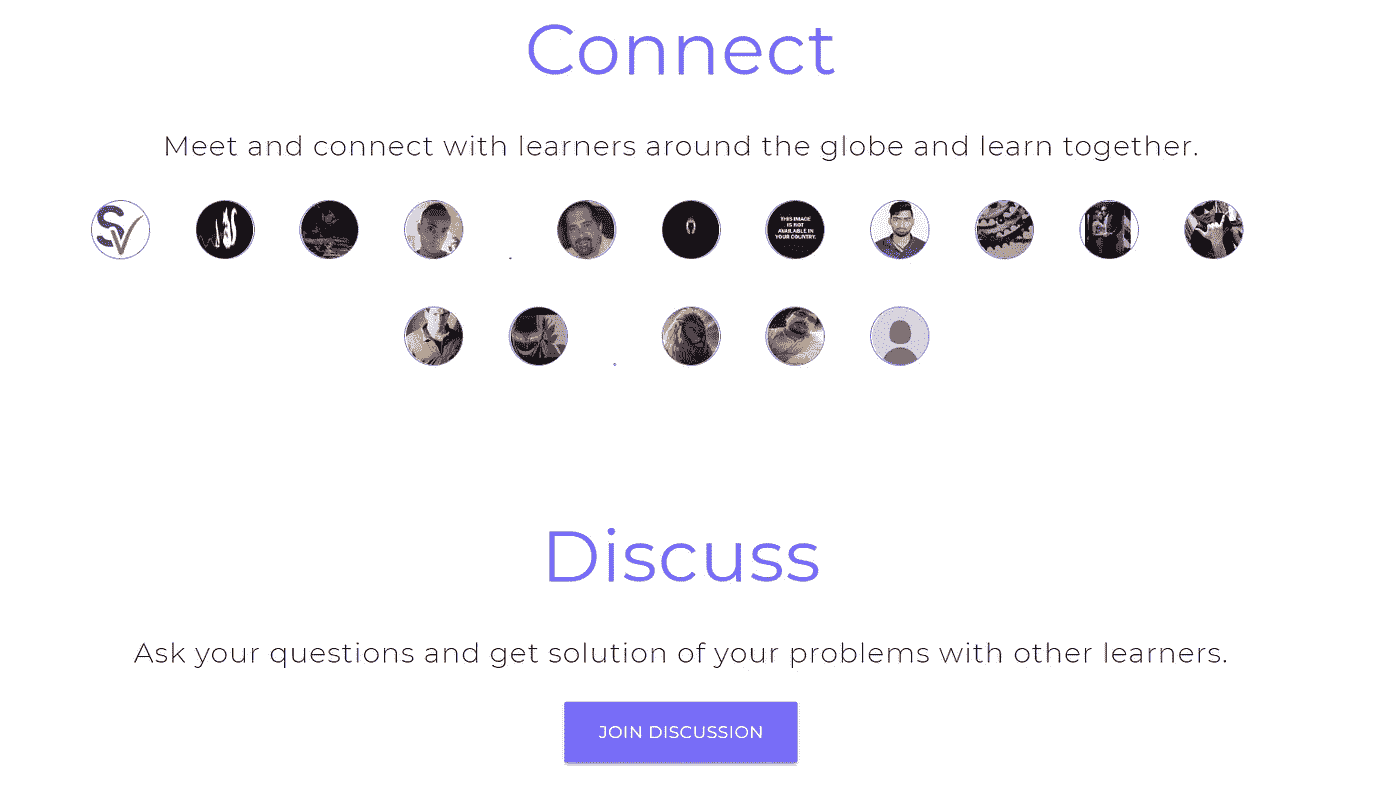 Connect
Meet and connect with learners around the globe and learn together.
SV
THIS IMAGE
IS NOT
AVAILABLE IN
YOUR COUNTRY.
Discuss
Ask your questions and get solution of your problems with other learners.
JOIN DISCUSSION